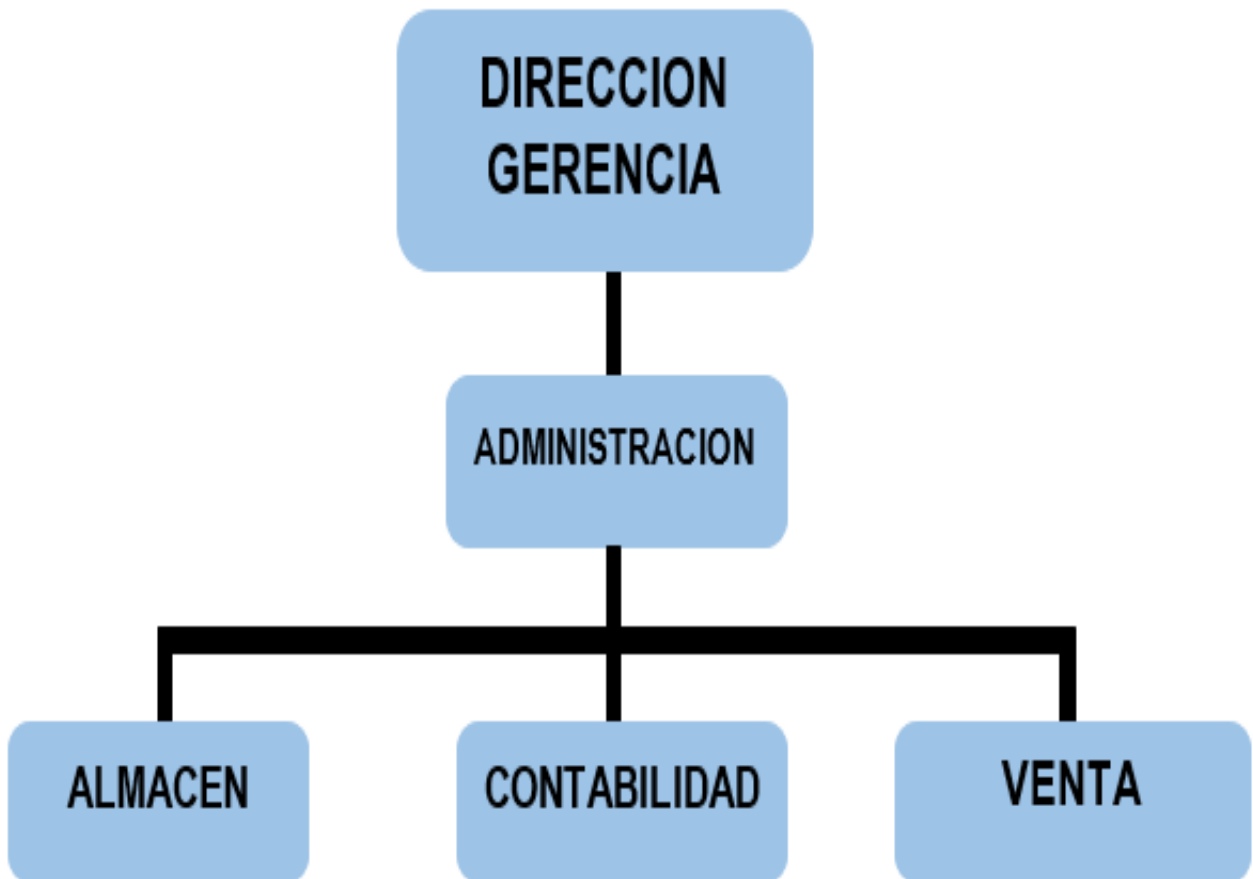 DIRECCION
GERENCIA
ADMINISTRACION
ALMACEN
CONTABILIDAD
VENTA